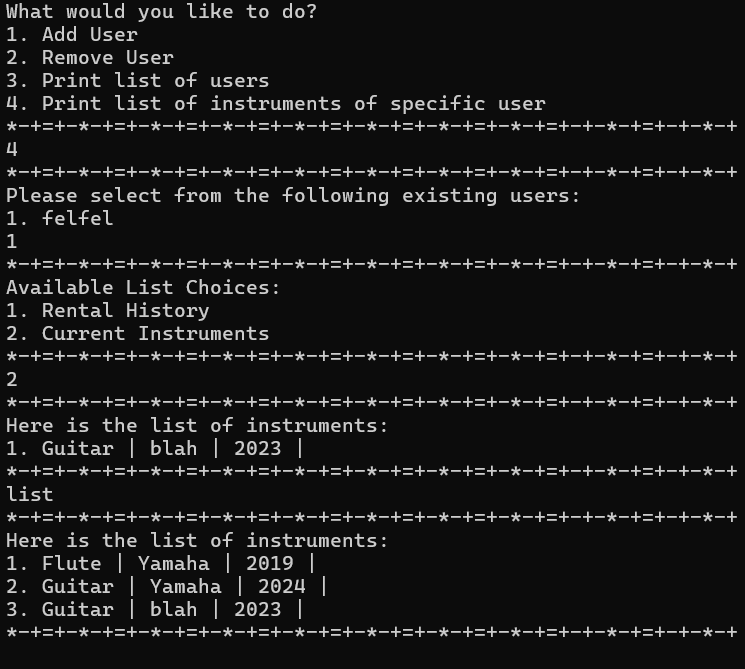 What would you like to do?
1. Add User
2. Remove User
3. Print list of users
4. Print list of instruments of specific user
*-+=+-*-+=+-*-+=+-*-+=+-*-+=+-*-+=+-*-+=+-*-+=+-+-*-+
4
*-+=+-*-+=+-*-+=+-*-+=+-*-+=+-*-+=+-*-+=+-*-+=+-+-*-+
Please select from the following existing users:
1. felfel
1
*-+=+-*-+=+-*-+=+-*-+=+-*-+=+-*-+=+-*-+=+-*-+=+-+-*-+
Available List Choices:
1. Rental History
2. Current Instruments
*-+=+-*-+=+-*-+=+-*-+=+-*-+=+-*-+=+-*-+=+-*-+=+-+-*-+
2
*-+=+-*-+=+-*-+=+-*-+=+-*-+=+-*-+=+-*-+=+-*-+=+-+-*-+
Here is the list of instruments:
1. Guitar | blah | 2023 |
*-+=+-*-+=+-*-+=+-*-+=+-*-+=+-*-+=+-*-+=+-*-+=+-+-*-+
list
*-+=+-*-+=+-*-+=+-*-+=+-*-+=+-*-+=+-*-+=+-*-+=+-+-*-+
Here is the list of instruments:
1. Flute | Yamaha | 2019 |
2. Guitar | Yamaha | 2024 |
3. Guitar | blah | 2023 |
*-+=+-*-+=+-*-+=+-*-+=+-*-+=+-*-+=+-*-+=+-*-+=+-+-*-+